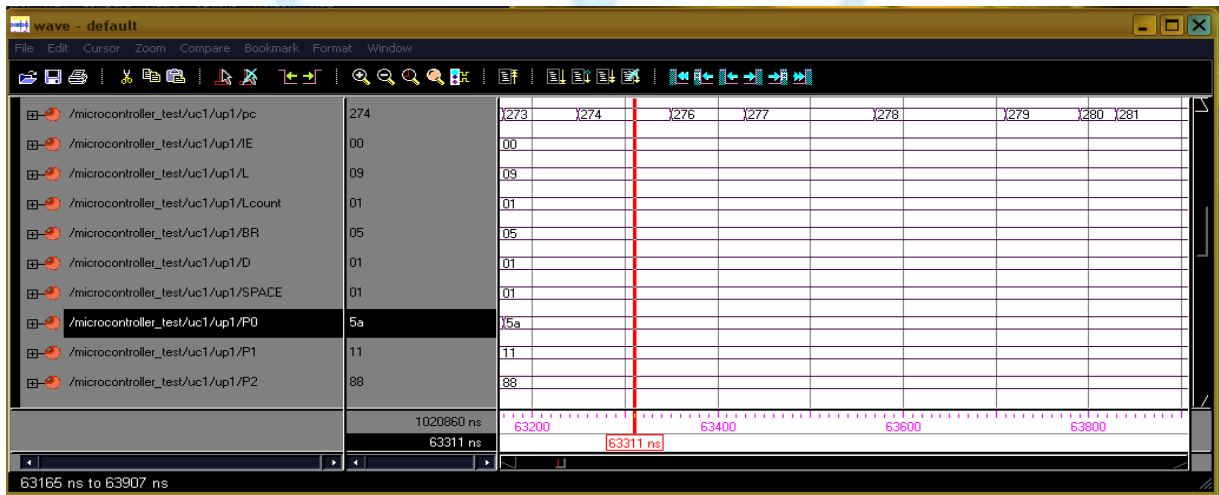 wave - default
File Edit Cursor Zoom Compare Bookmark Format Window
/microcontroller_test/uc1/up1/pc 274 273 274 276 277 278 279 280 281
/microcontroller_test/uc1/up1/IE 00 00
/microcontroller_test/uc1/up1/L 09 09
/microcontroller_test/uc1/up1/Lcount 01 01
/microcontroller_test/uc1/up1/BR 05 05
/microcontroller_test/uc1/up1/D 01 01
/microcontroller_test/uc1/up1/SPACE 01 01
/microcontroller_test/uc1/up1/P0 5a 5a
/microcontroller_test/uc1/up1/P1 11 11
/microcontroller_test/uc1/up1/P2 88 88
1020860 ns 63200 63400 63600 63800
63311 ns 63311 ns
63165 ns to 63907 ns